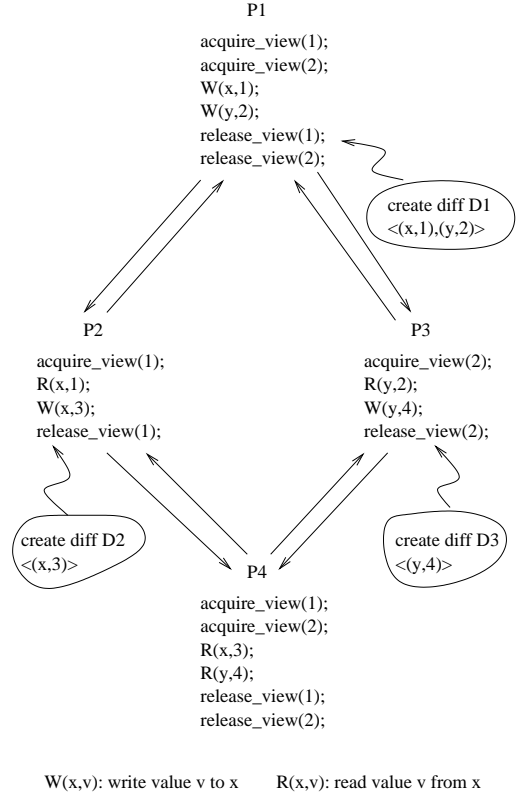 P1
acquire_view(1);
acquire_view(2);
W(x,1);
W(y,2);
release_view(1);
release_view(2);
create diff D1
<(x,1),(y,2)>
P2
acquire_view(1);
R(x,1);
W(x,3);
release_view(1);
P3
acquire_view(2);
R(y,2);
W(y,4);
release_view(2);
create diff D2
<(x,3)>
create diff D3
<(y,4)>
P4
acquire_view(1);
acquire_view(2);
R(x,3);
R(y,4);
release_view(1);
release_view(2);
W(x,v): write value v to x R(x,v): read value v from x